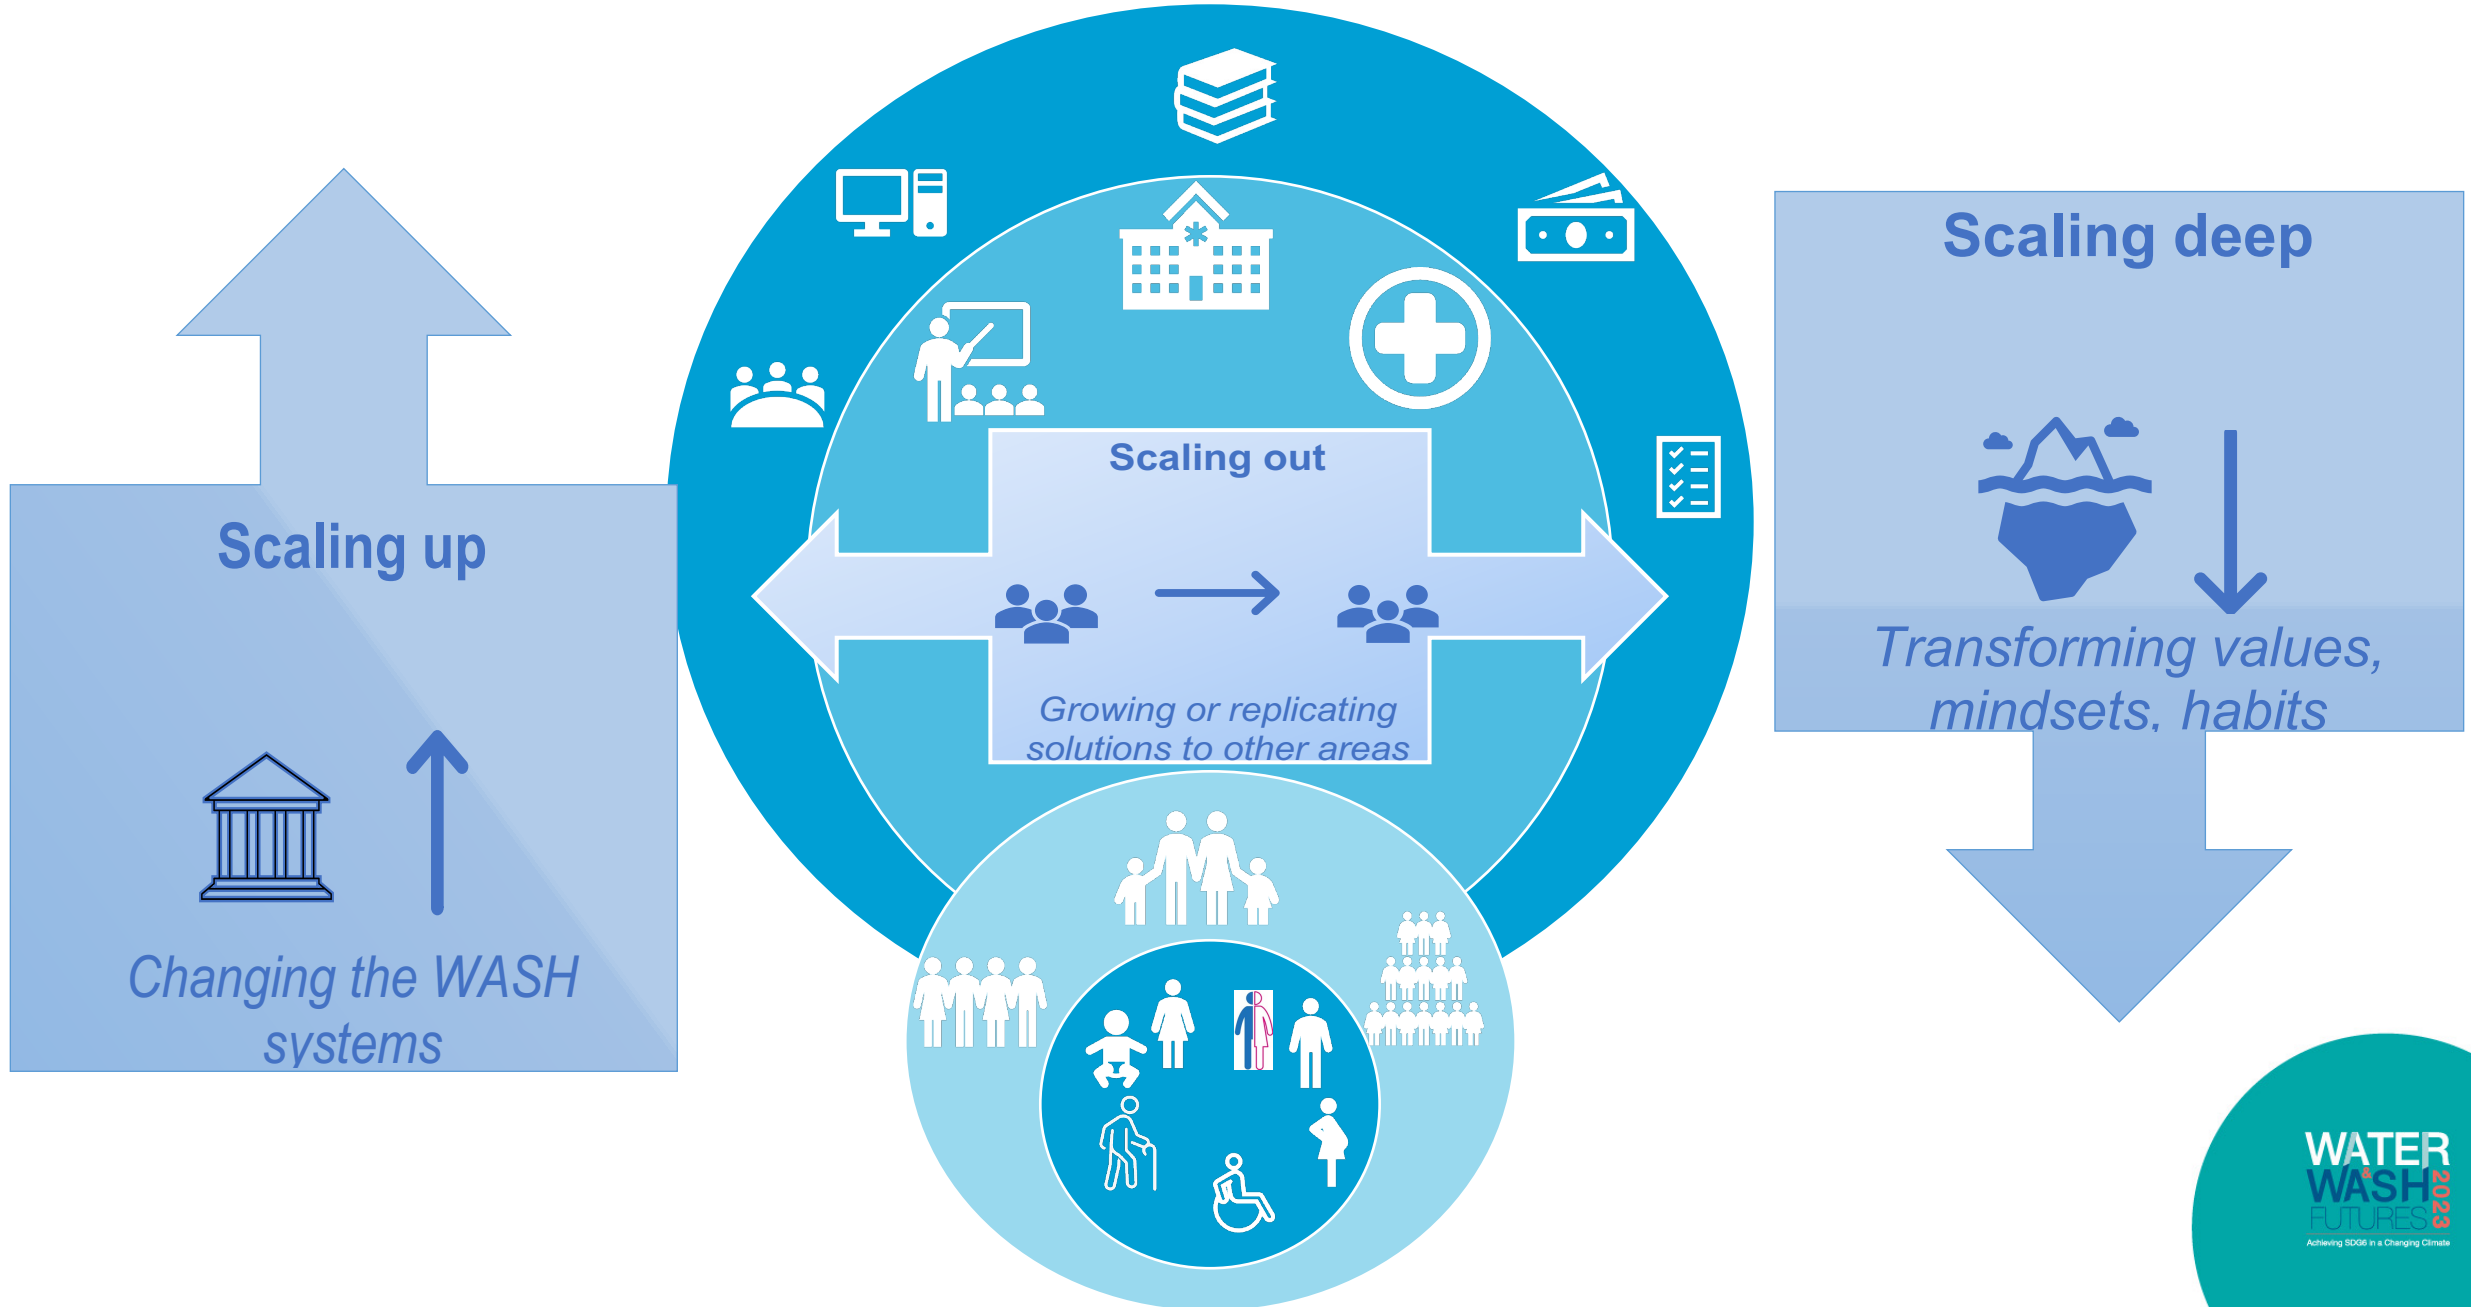 Scaling up
Changing the WASH
systems
Scaling out
Growing or replicating
solutions to other areas
Scaling deep
Transforming values,
mindsets, habits
WATER
&
WASH
FUTURES
2023
Achieving SDG6 in a Changing Climate